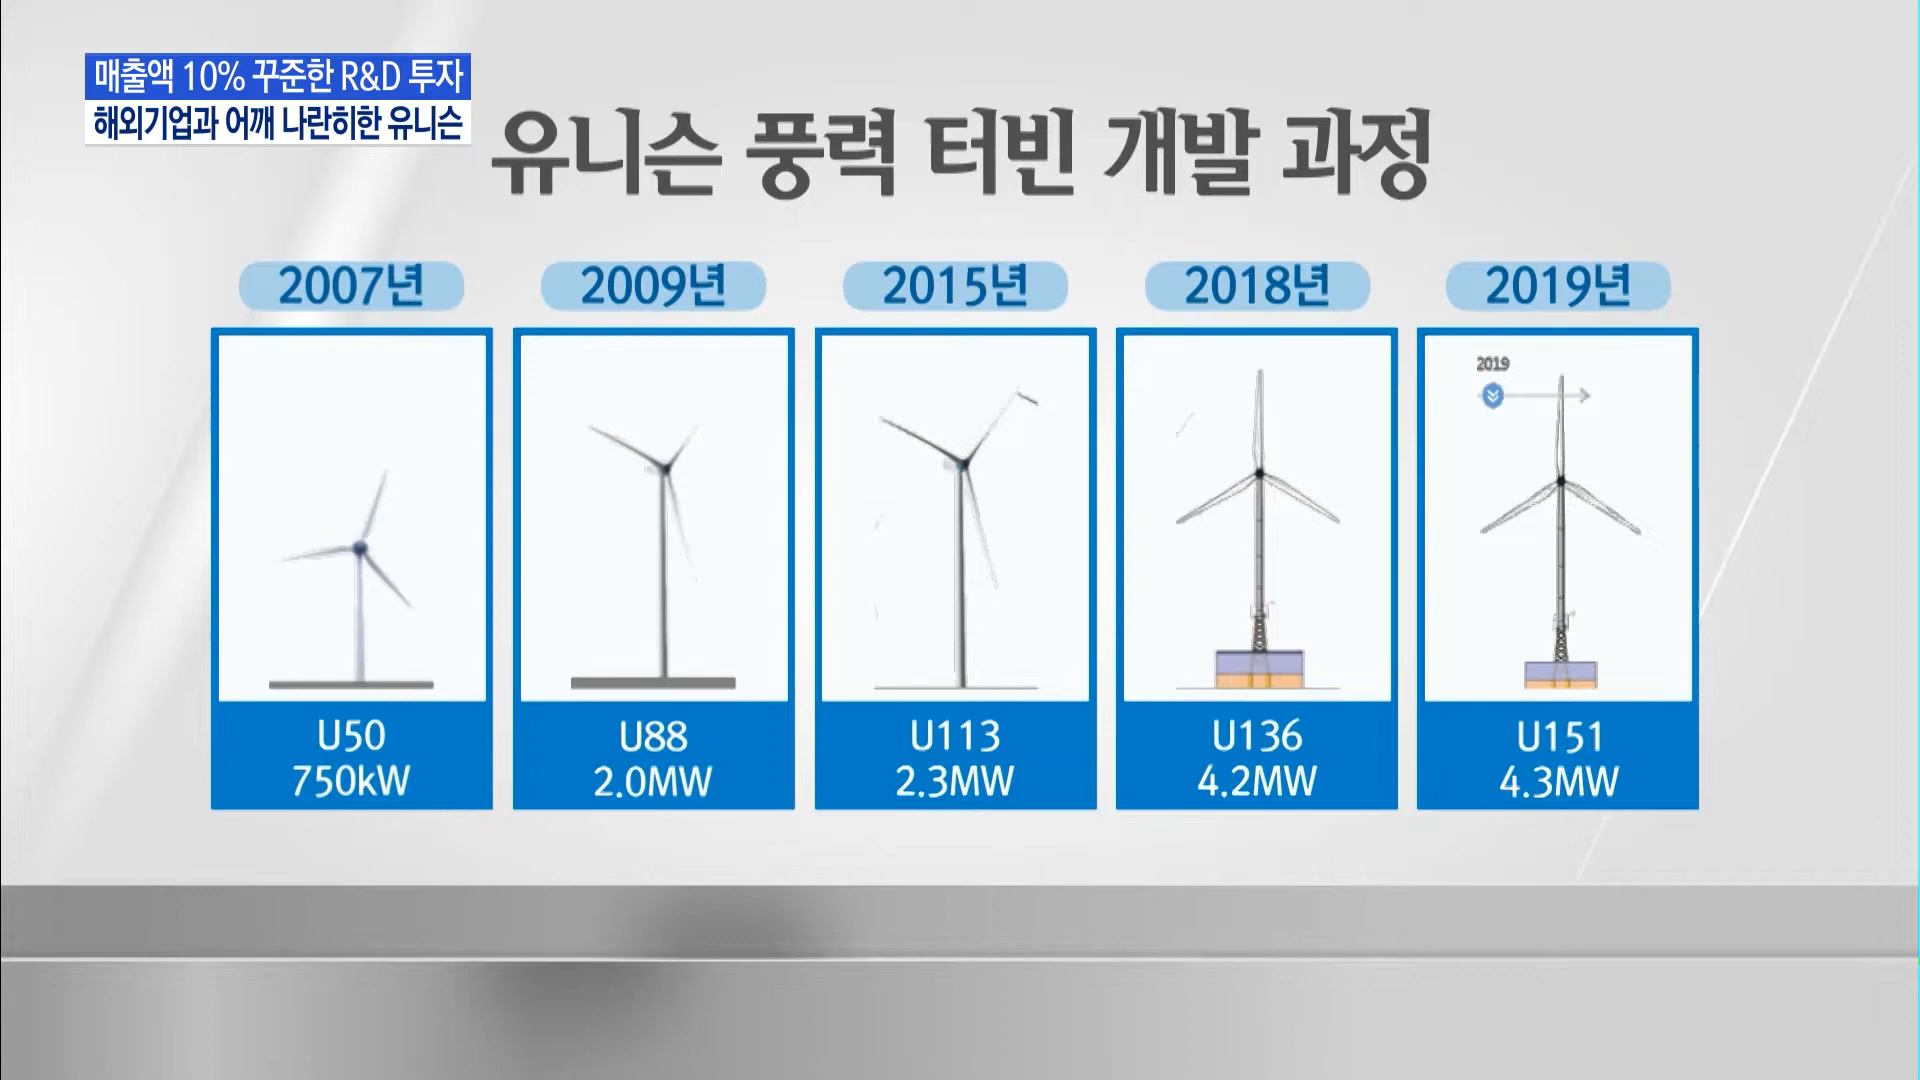 매출액 10% 꾸준한 R&D 투자
해외기업과 어깨 나란히한 유니슨
유니슨 풍력 터빈 개발 과정
2007년
2009년
2015년
2018년
2019년
2019
U50
750kW
U88
2.0MW
U113
2.3MW
U136
4.2MW
U151
4.3MW